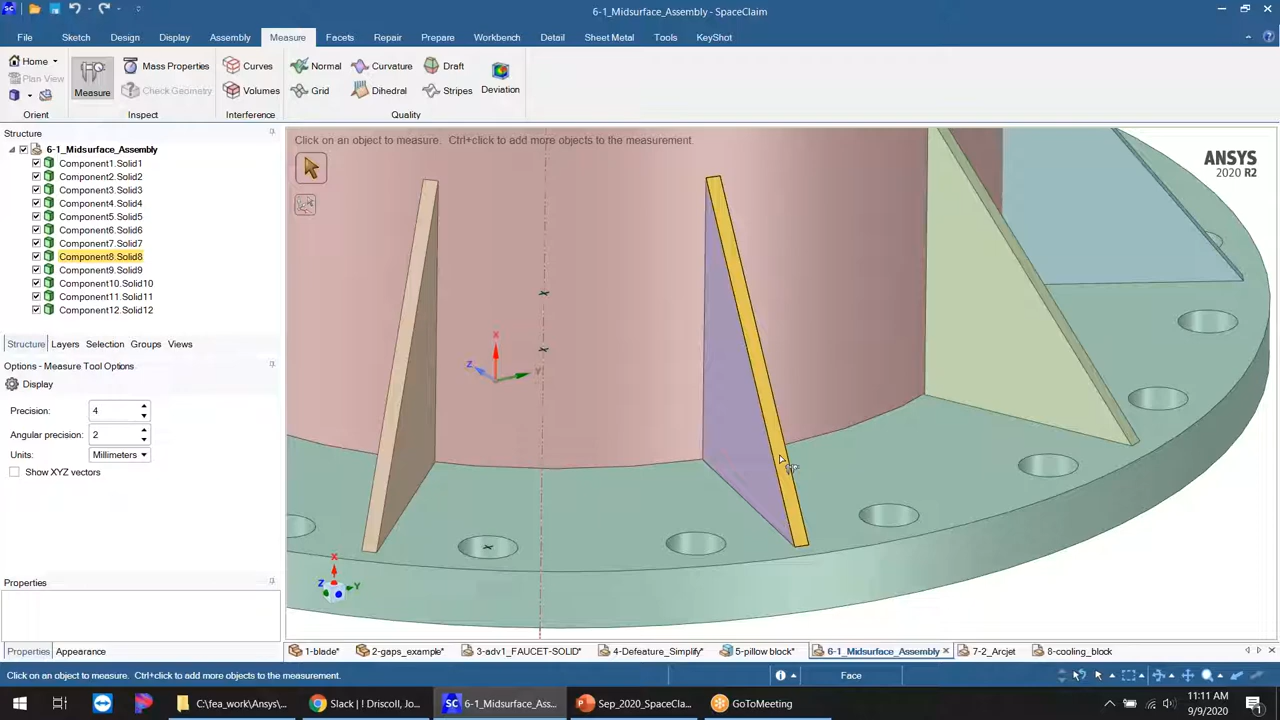 6-1_Midsurface_Assembly - SpaceClaim
File Sketch Design Display Assembly Measure Facets Repair Prepare Workbench Detail Sheet Metal Tools KeyShot
Home
Plan View
Measure
Mass Properties
Check Geometry
Curves
Volumes
Normal Curvature Draft
Grid Dihedral Stripes
Deviation
Orient Inspect Interference Quality
Structure
6-1_Midsurface_Assembly
Component1.Solid1
Component2.Solid2
Component3.Solid3
Component4.Solid4
Component5.Solid5
Component6.Solid6
Component7.Solid7
Component8.Solid8
Component9.Solid9
Component10.Solid10
Component11.Solid11
Component12.Solid12
Structure Layers Selection Groups Views
Options - Measure Tool Options
Display
Precision: 4
Angular precision: 2
Units: Millimeters
Show XYZ vectors
Properties
Properties Appearance
Click on an object to measure. Ctrl+click to add more objects to the measurement.
ANSYS
2020 R2
X
Z
Y
X
Z
Y
1-blade* 2-gaps_example* 3-adv1_FAUCET-SOLID* 4-Defeature_Simplify* 5-pillow block* 6-1_Midsurface_Assembly 7-2_Arcjet 8-cooling_block
Click on an object to measure. Ctrl+click to add more objects to the measurement.
Face
C:\fea_work\Ansys\... Slack | ! Driscoll, Jo... 6-1_Midsurface_Ass... Sep_2020_SpaceCla... GoToMeeting
11:11 AM
9/9/2020